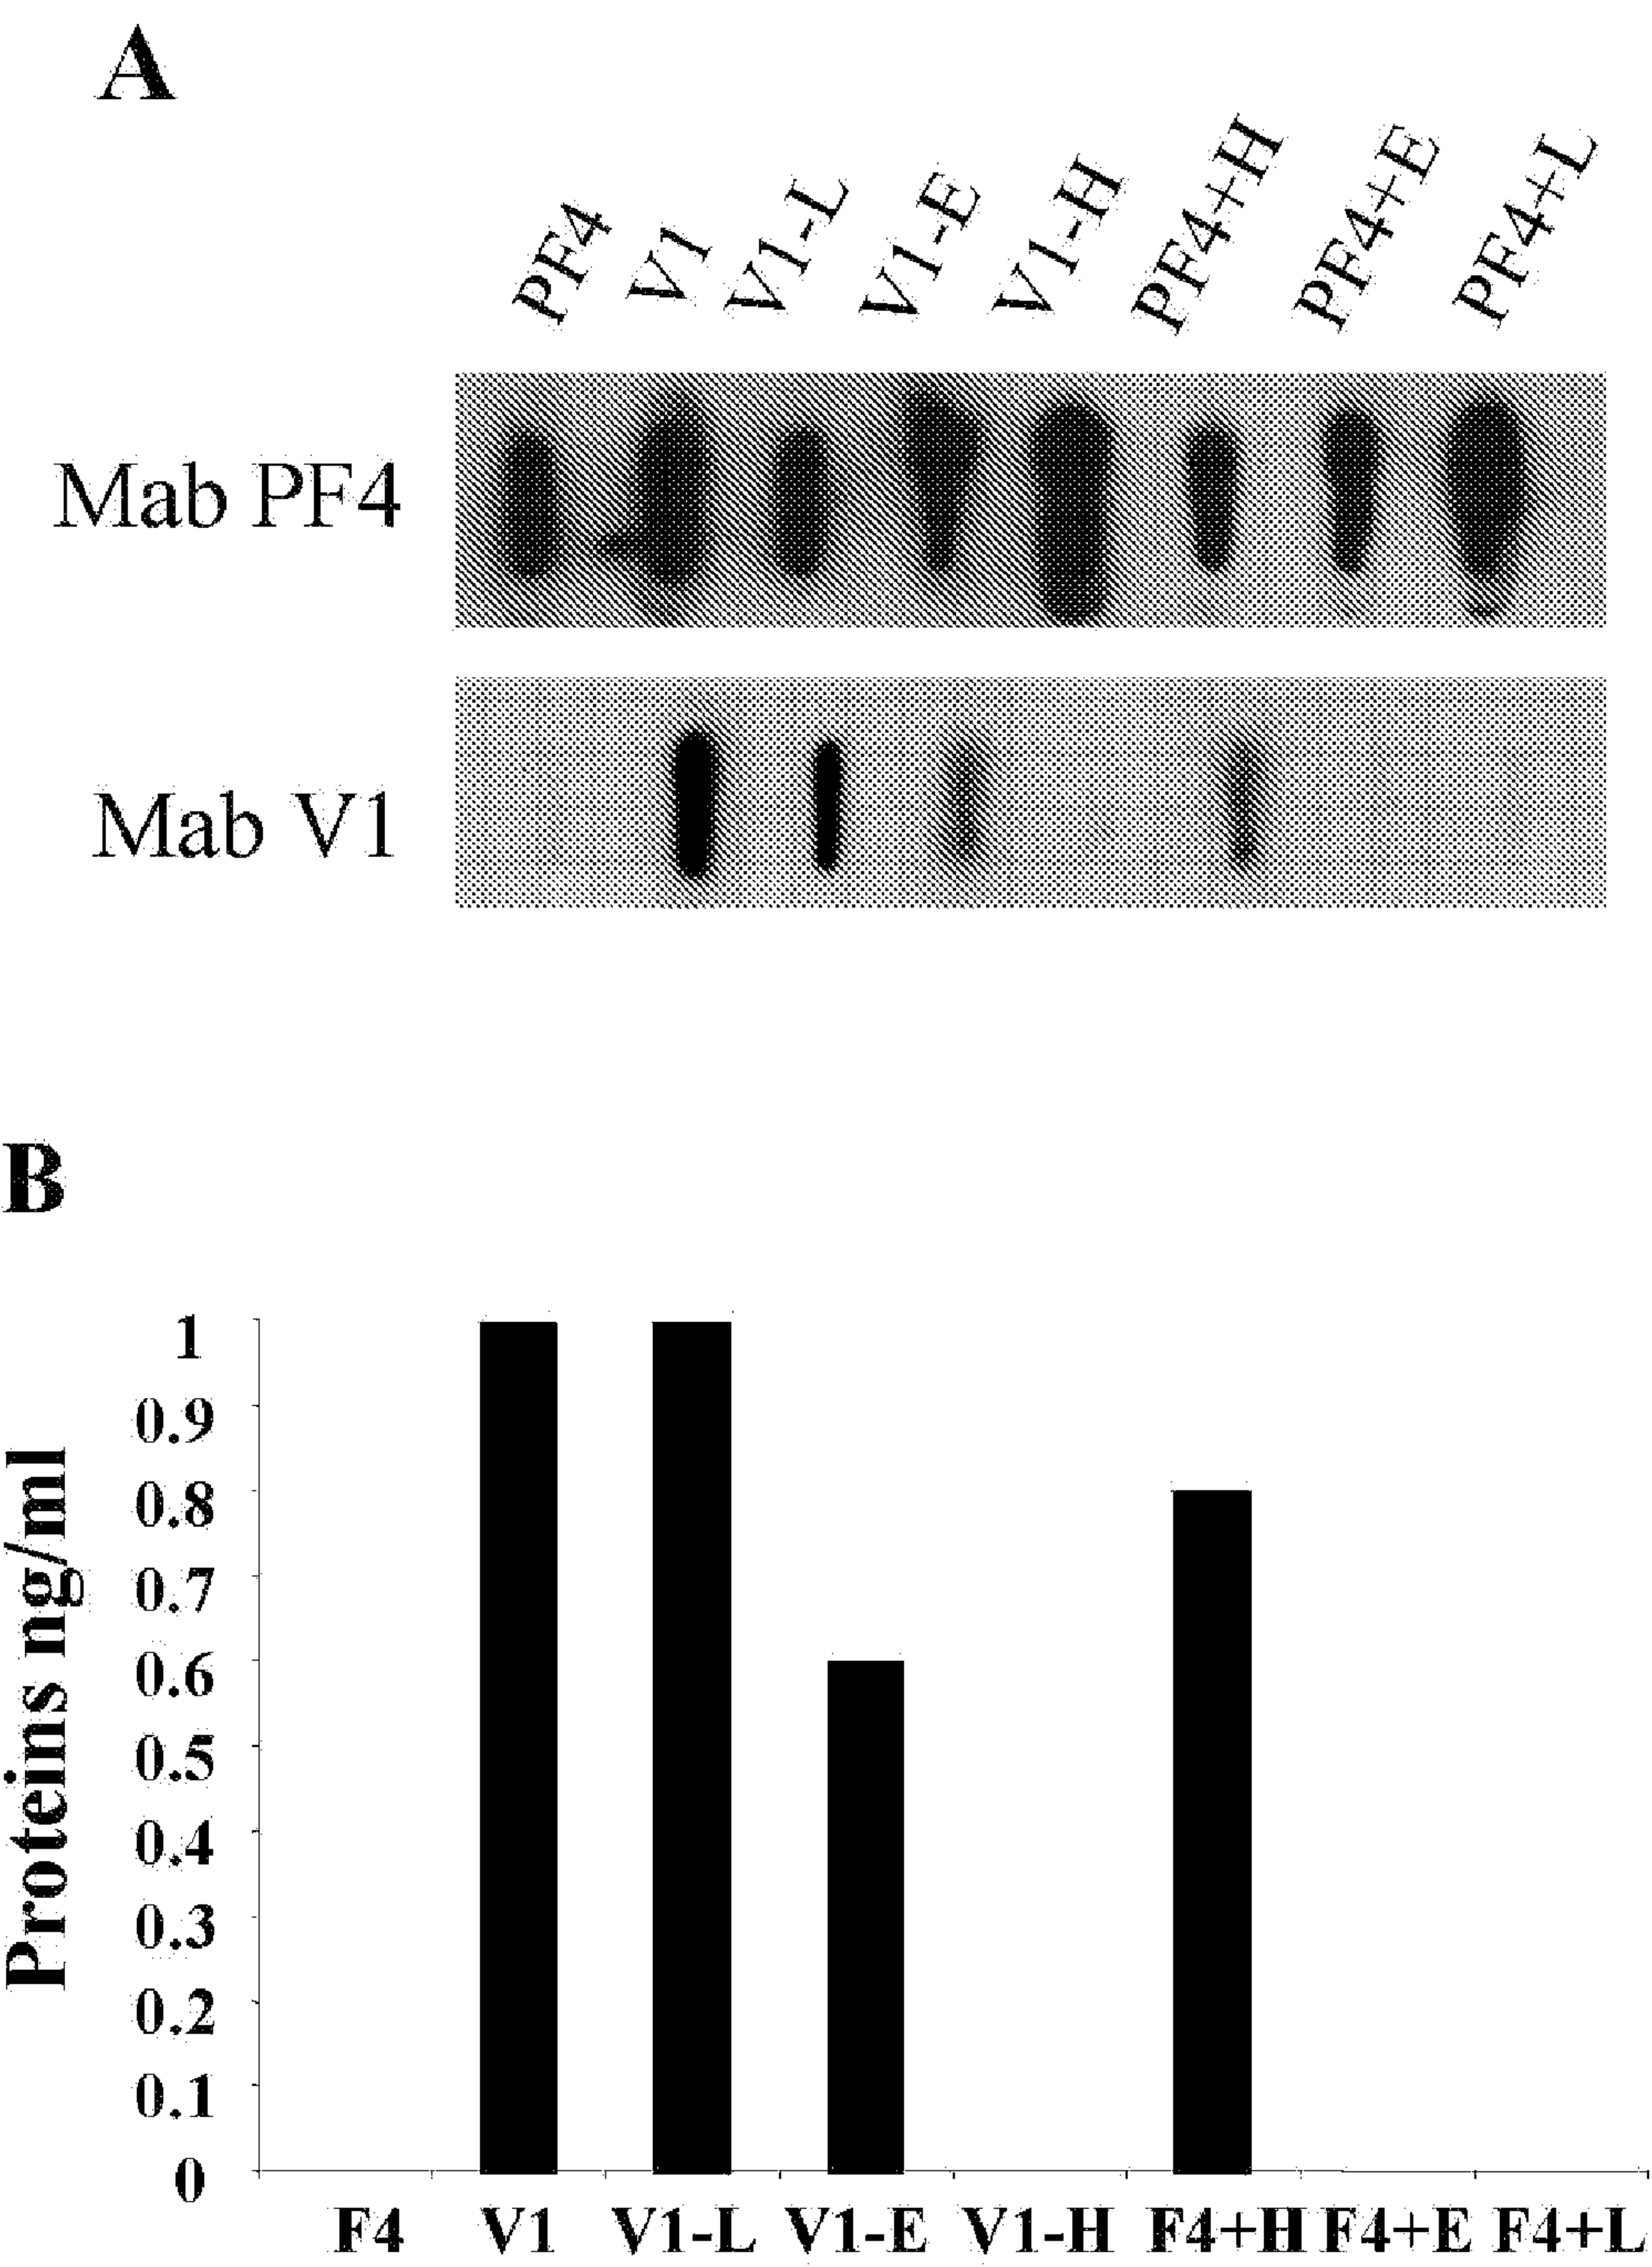 A
PF4 V1 V1-L V1-E V1-H PF4+H PF4+E PF4+L
Mab PF4
Mab V1
B
Proteins ng/ml
1
0.9
0.8
0.7
0.6
0.5
0.4
0.3
0.2
0.1
0
F4 V1 V1-L V1-E V1-H F4+H F4+E F4+L